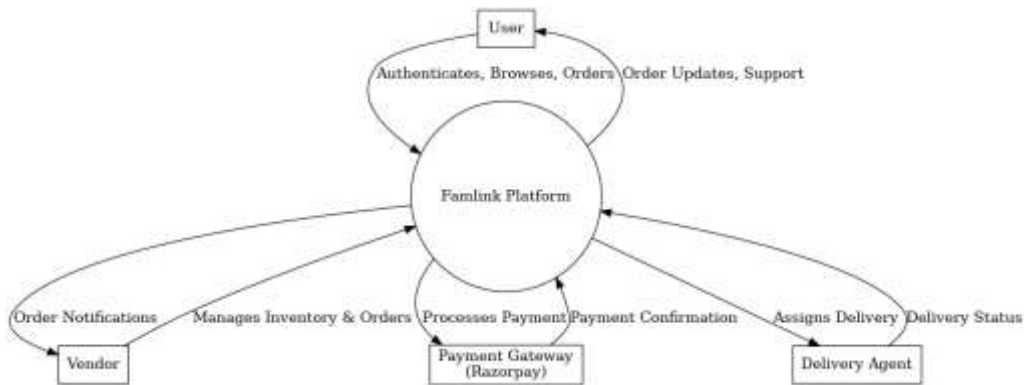 User
Authenticates, Browses, Orders
Order Updates, Support
Famlink Platform
Order Notifications
Manages Inventory & Orders
Processes Payment
Payment Confirmation
Assigns Delivery
Delivery Status
Vendor
Payment Gateway
(Razorpay)
Delivery Agent